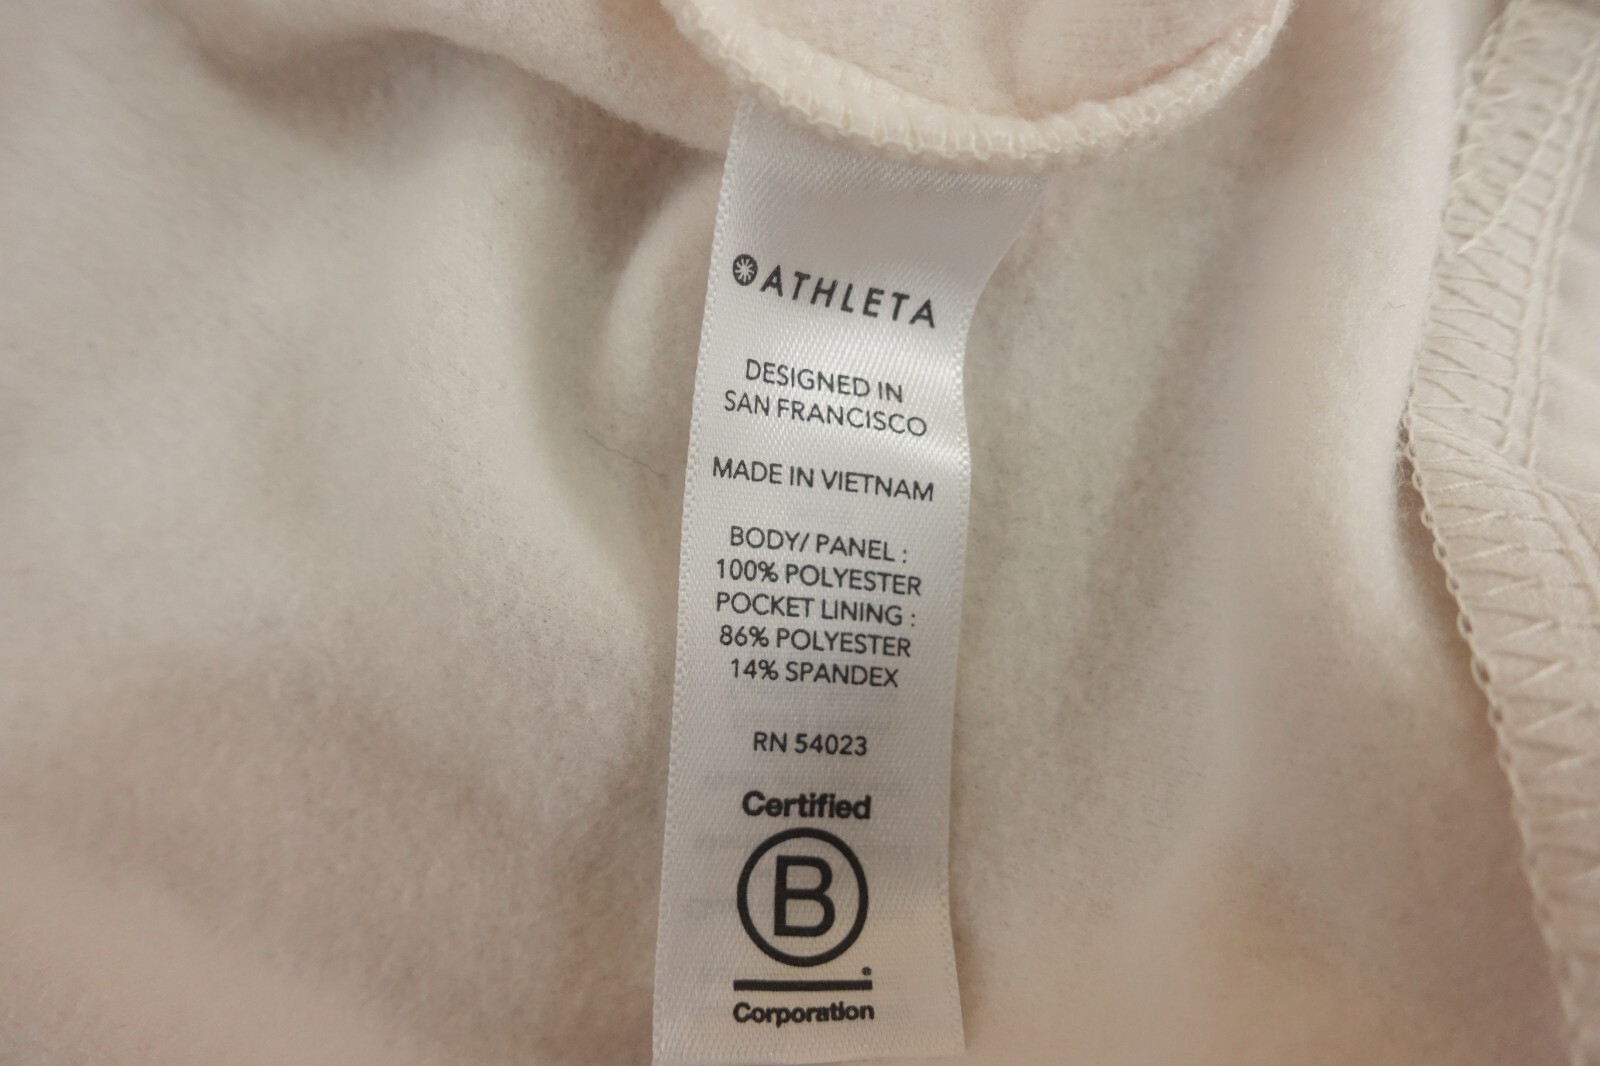 ATHLETA
DESIGNED IN
SAN FRANCISCO
MADE IN VIETNAM
BODY/ PANEL :
100% POLYESTER
POCKET LINING :
86% POLYESTER
14% SPANDEX
RN 54023
Certified
B
Corporation